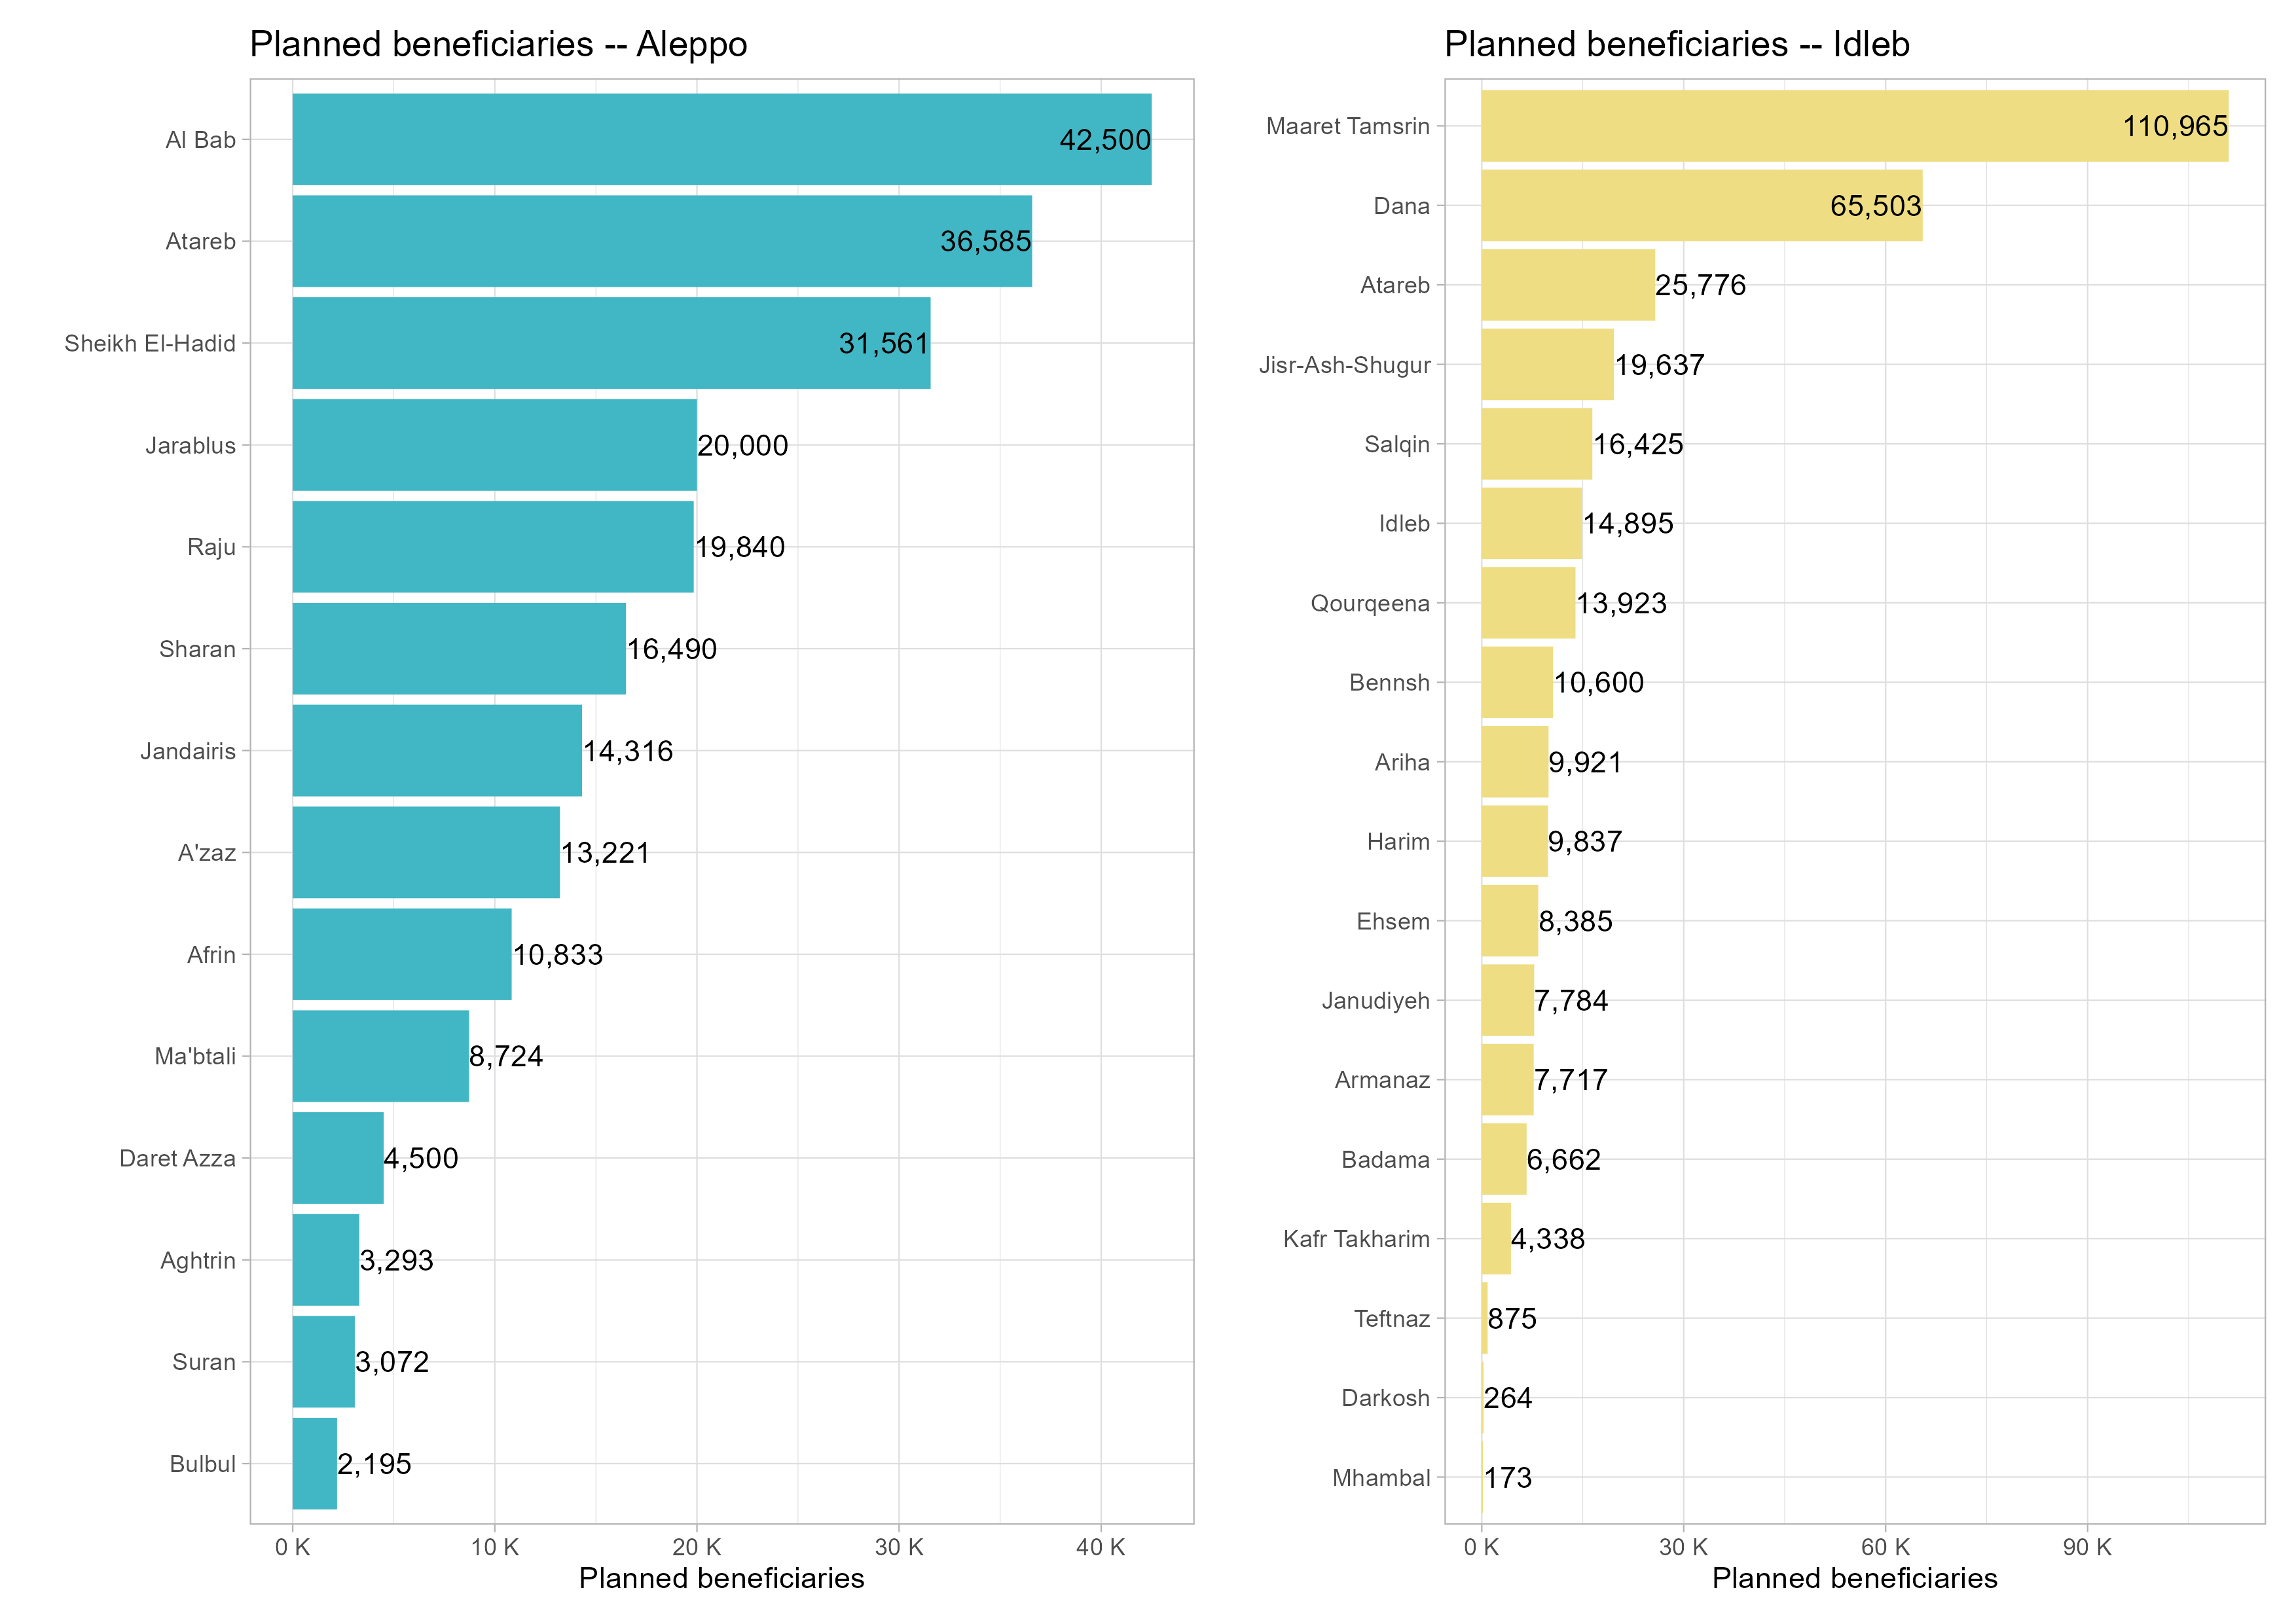 Planned beneficiaries -- Aleppo
Al Bab 42,500
Atareb 36,585
Sheikh El-Hadid 31,561
Jarablus 20,000
Raju 19,840
Sharan 16,490
Jandairis 14,316
A'zaz 13,221
Afrin 10,833
Ma'btali 8,724
Daret Azza 4,500
Aghtrin 3,293
Suran 3,072
Bulbul 2,195
0 K 10 K 20 K 30 K 40 K
Planned beneficiaries
Planned beneficiaries -- Idleb
Maaret Tamsrin 110,965
Dana 65,503
Atareb 25,776
Jisr-Ash-Shugur 19,637
Salqin 16,425
Idleb 14,895
Qourqeena 13,923
Bennsh 10,600
Ariha 9,921
Harim 9,837
Ehsem 8,385
Janudiyeh 7,784
Armanaz 7,717
Badama 6,662
Kafr Takharim 4,338
Teftnaz 875
Darkosh 264
Mhambal 173
0 K 30 K 60 K 90 K
Planned beneficiaries